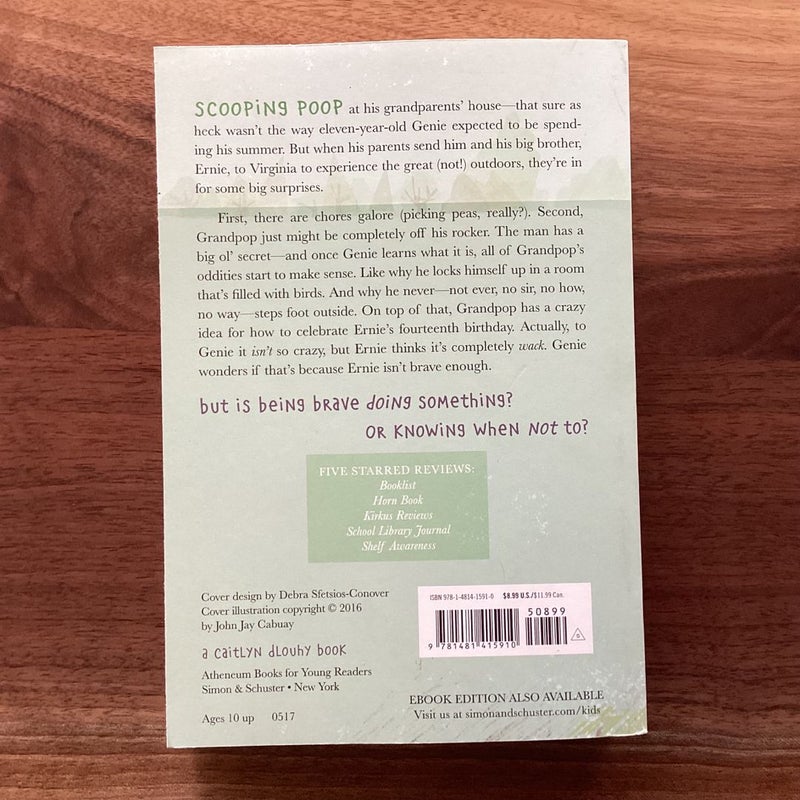 SCOOPING POOP at his grandparents' house—that sure as
heck wasn't the way eleven-year-old Genie expected to be spend-
ing his summer. But when his parents send him and his big brother,
Ernie, to Virginia to experience the great (not!) outdoors, they're in
for some big surprises.
First, there are chores galore (picking peas, really?). Second,
Grandpop just might be completely off his rocker. The man has a
big ol' secret—and once Genie learns what it is, all of Grandpop's
oddities start to make sense. Like why he locks himself up in a room
that's filled with birds. And why he never—not ever, no sir, no how,
no way—steps foot outside. On top of that, Grandpop has a crazy
idea for how to celebrate Ernie's fourteenth birthday. Actually, to
Genie it isn't so crazy, but Ernie thinks it's completely wack. Genie
wonders if that's because Ernie isn't brave enough.
but is being brave doing something?
OR KNOWING WHEN NOT to?
FIVE STARRED REVIEWS:
Booklist
Horn Book
Kirkus Reviews
School Library Journal
Shelf Awareness
Cover design by Debra Sfetsios-Conover
Cover illustration copyright © 2016
by John Jay Cabuay
a caitlyn dlouhy book
Atheneum Books for Young Readers
Simon & Schuster • New York
Ages 10 up 0517
ISBN 978-1-4814-1591-0 $8.99 U.S./$11.99 Can.
50899
9 781481 415910
S
EBOOK EDITION ALSO AVAILABLE
Visit us at simonandschuster.com/kids